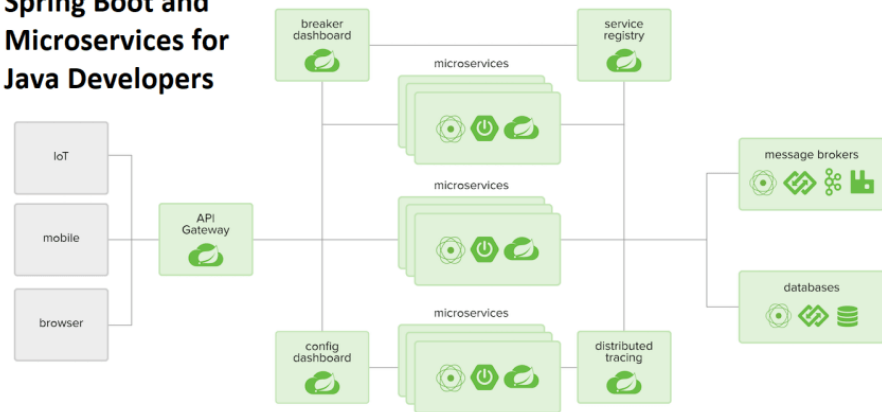 Spring Boot and
Microservices for
Java Developers
breaker
dashboard
service
registry
microservices
IoT
message brokers
microservices
API
Gateway
mobile
databases
microservices
browser
config
dashboard
distributed
tracing